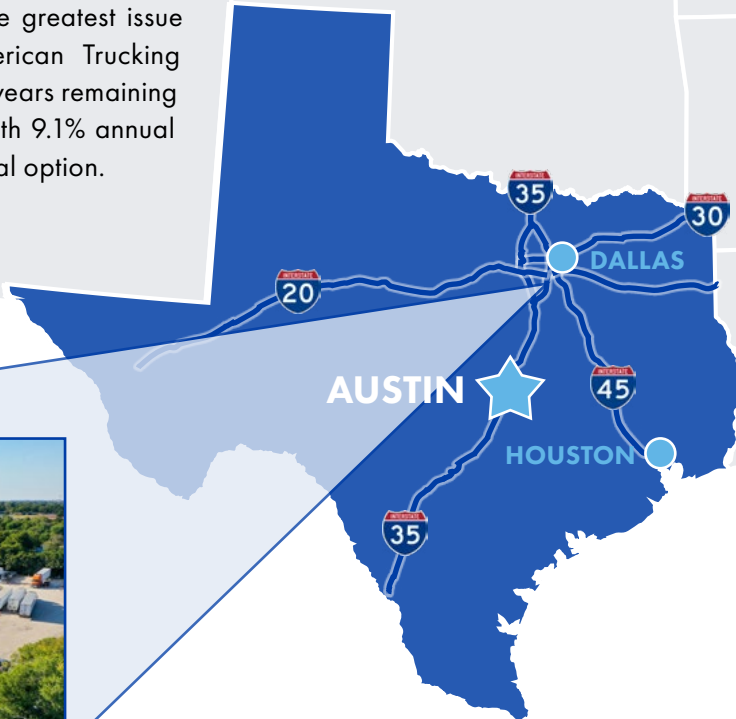 e greatest issue
erican Trucking
years remaining
th 9.1% annual
al option.
INTERSTATE
35
INTERSTATE
30
DALLAS
INTERSTATE
20
AUSTIN
INTERSTATE
45
HOUSTON
INTERSTATE
35